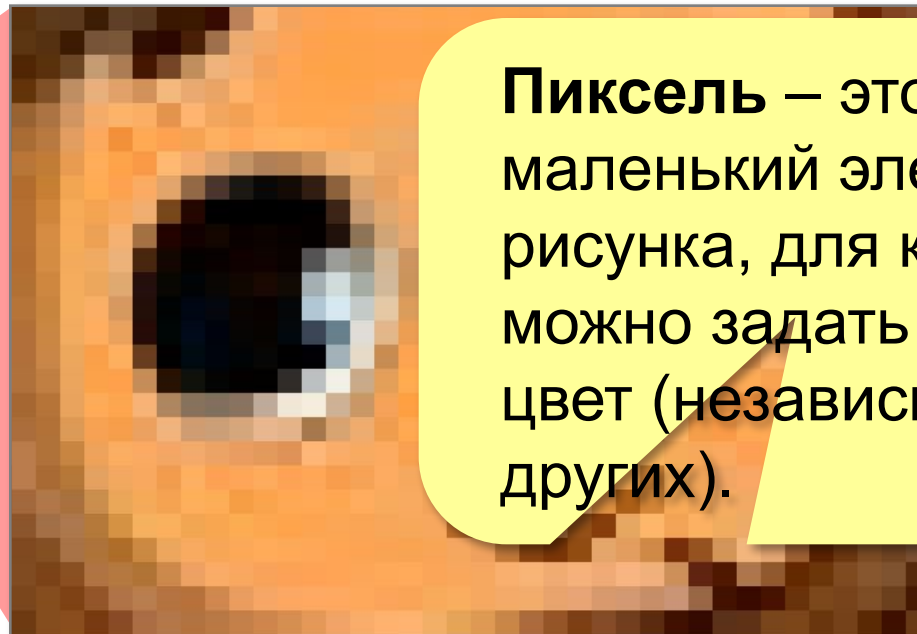 Пиксель – это
маленький
рисунка, для
можно задать
цвет
других).